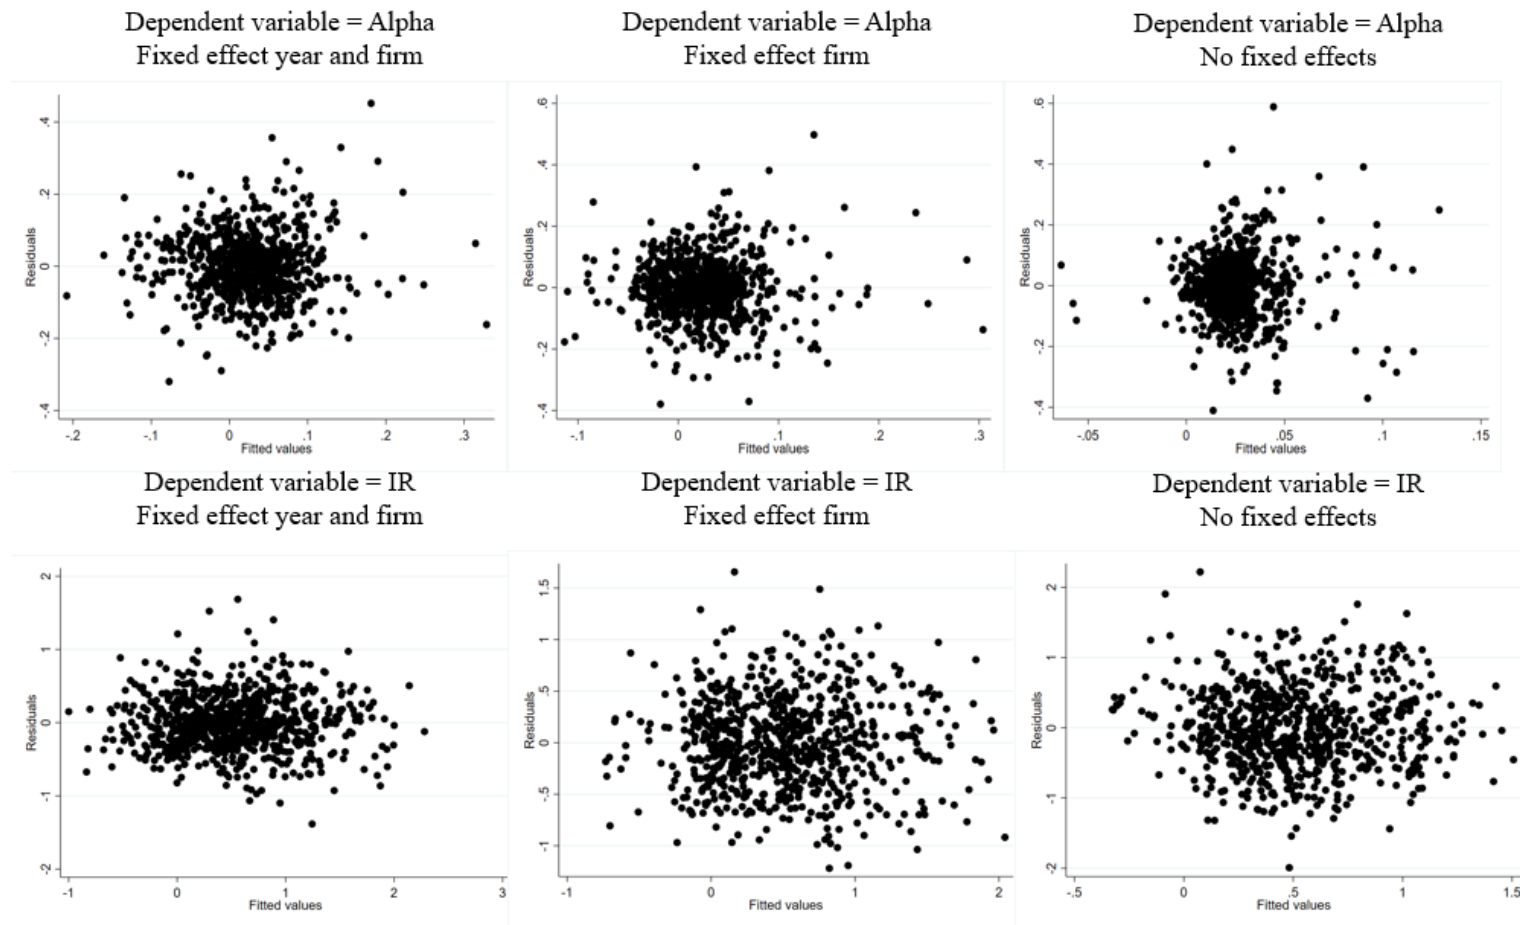 Dependent variable = Alpha
Fixed effect year and firm
Dependent variable = Alpha
Fixed effect firm
Dependent variable = Alpha
No fixed effects
.4
.2
0
-.2
-.4
Residuals
-.2
-.1
0
.1
.2
.3
Fitted values
.6
.4
.2
0
-.2
-.4
Residuals
-.1
0
.1
.2
.3
Fitted values
.6
.4
.2
0
-.2
-.4
Residuals
-.05
0
.05
.1
.15
Fitted values
Dependent variable = IR
Fixed effect year and firm
Dependent variable = IR
Fixed effect firm
Dependent variable = IR
No fixed effects
2
1
0
-1
-2
Residuals
-1
0
1
2
3
Fitted values
1.5
1
.5
0
-.5
-1
Residuals
-1
0
1
2
Fitted values
2
1
0
-1
-2
Residuals
-.5
0
.5
1
1.5
Fitted values